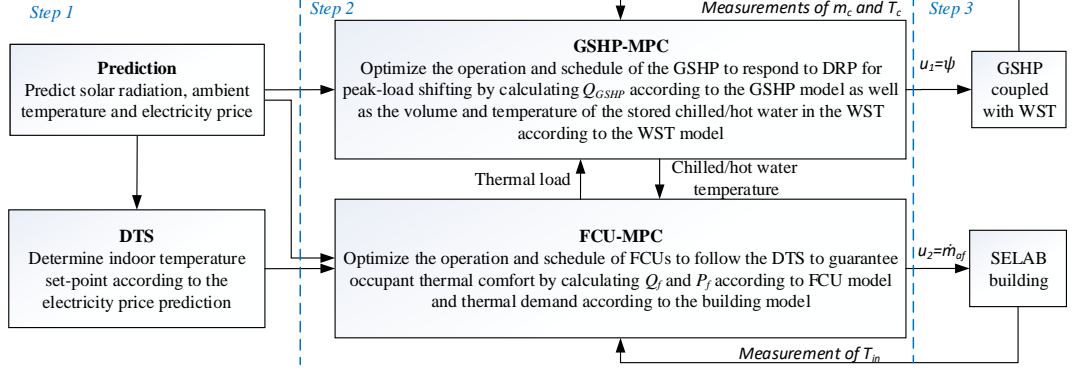 Step 1
Step 2
Measurements of m_c and T_c
Step 3
Prediction
Predict solar radiation, ambient
temperature and electricity price
GSHP-MPC
Optimize the operation and schedule of the GSHP to respond to DRP for
peak-load shifting by calculating Q_GSHP according to the GSHP model as well
as the volume and temperature of the stored chilled/hot water in the WST
according to the WST model
u₁=ψ
GSHP
coupled
with WST
Thermal load
Chilled/hot water
temperature
DTS
Determine indoor temperature
set-point according to the
electricity price prediction
FCU-MPC
Optimize the operation and schedule of FCUs to follow the DTS to guarantee
occupant thermal comfort by calculating Q_f and P_f according to FCU model
and thermal demand according to the building model
u₂=ṁ_af
SELAB
building
Measurement of T_in